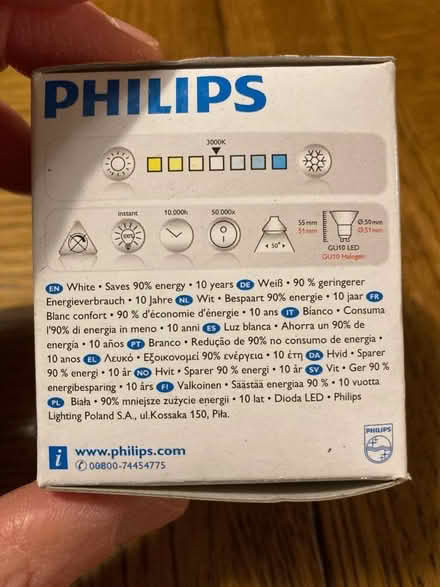 PHILIPS
3000K
instant 10.000h 50.000x
100%
55 mm Ø:50mm
51 mm Ø:51mm
50°
GU10 LED
GU10 Halogen
EN White • Saves 90% energy • 10 years DE Weiß • 90 % geringerer
Energieverbrauch • 10 Jahre NL Wit • Bespaart 90% energie • 10 jaar FR
Blanc confort • 90 % d'économie d'énergie • 10 ans IT Bianco • Consuma
l'90% di energia in meno • 10 anni ES Luz blanca • Ahorra un 90% de
energía • 10 años PT Branco • Redução de 90% no consumo de energia •
10 anos EL Λευκό • Εξοικονομεί 90% ενέργεια • 10 έτη DA Hvid • Sparer
90 % energi • 10 år NO Hvit • Sparer 90 % energi • 10 år SV Vit • Ger 90 %
energibesparing • 10 års FI Valkoinen • Säästää energiaa 90 % • 10 vuotta
PL Biała • 90% mniejsze zużycie energii • 10 lat • Dioda LED • Philips
Lighting Poland S.A., ul.Kossaka 150, Piła.
PHILIPS
i www.philips.com
00800-74454775